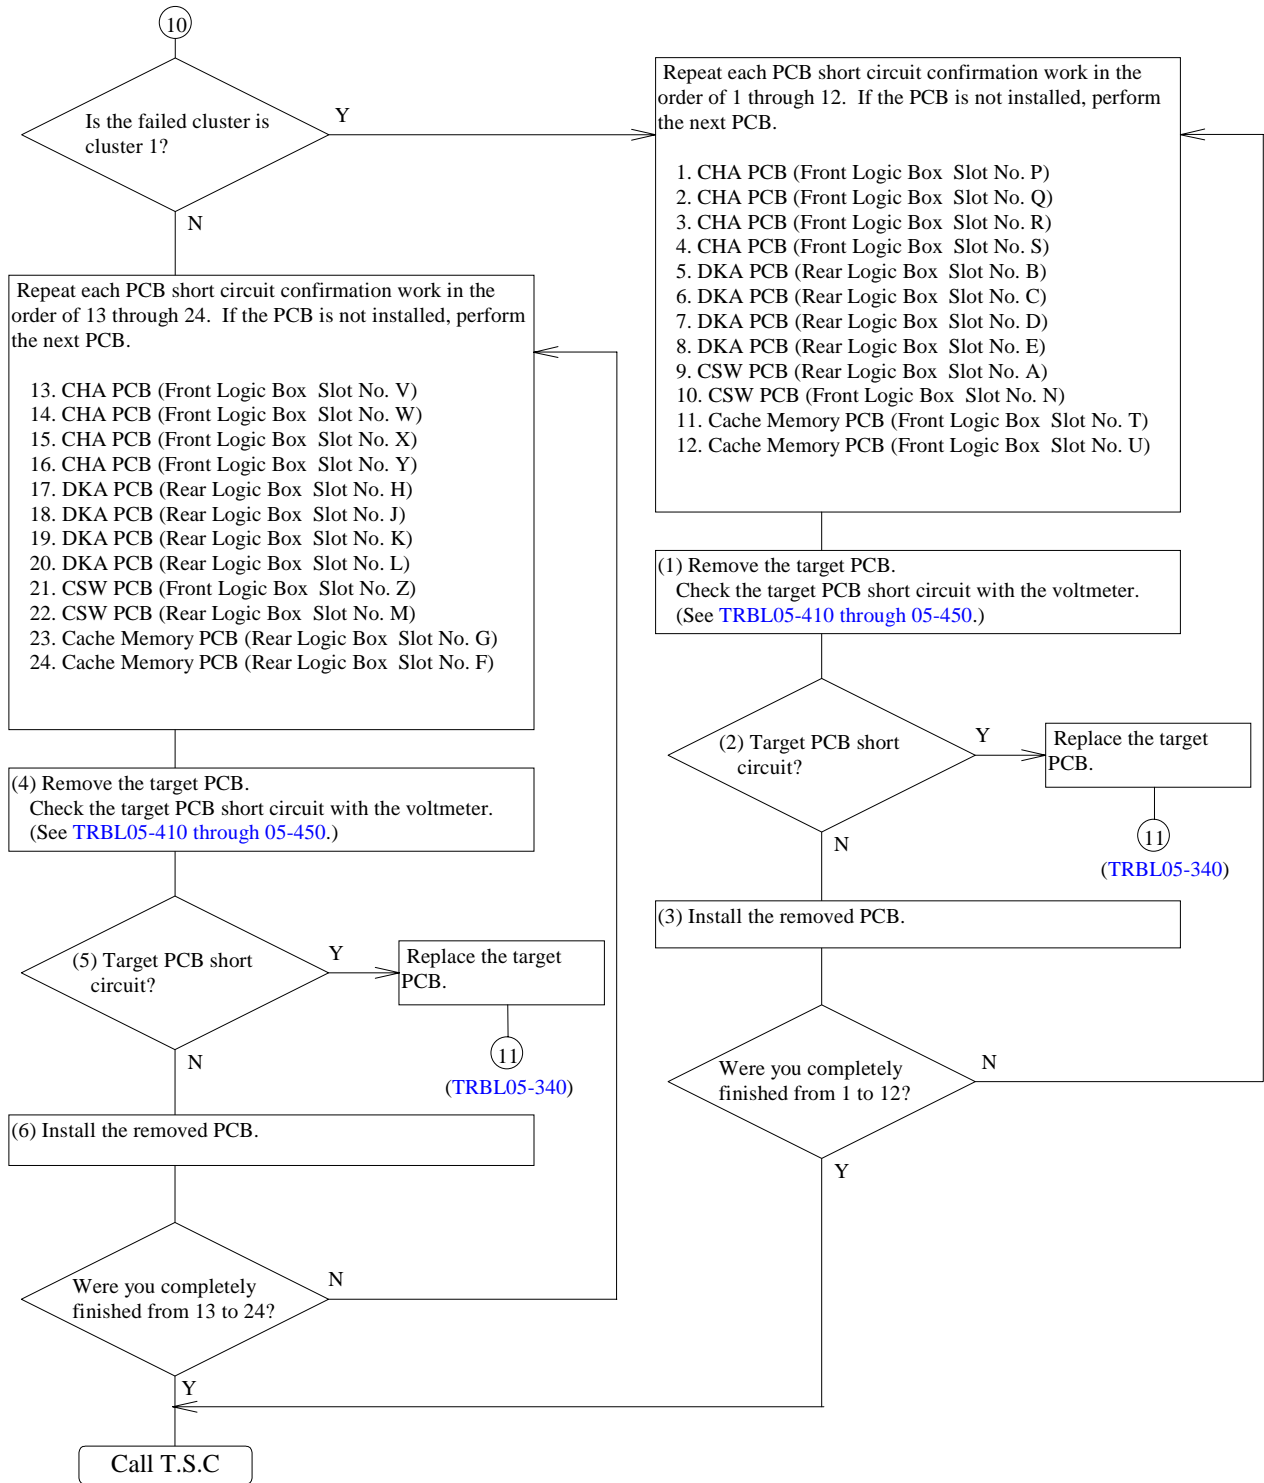 10
Is the failed cluster is
cluster 1?
Y
N
Repeat each PCB short circuit confirmation work in the
order of 1 through 12. If the PCB is not installed, perform
the next PCB.
1. CHA PCB (Front Logic Box Slot No. P)
2. CHA PCB (Front Logic Box Slot No. Q)
3. CHA PCB (Front Logic Box Slot No. R)
4. CHA PCB (Front Logic Box Slot No. S)
5. DKA PCB (Rear Logic Box Slot No. B)
6. DKA PCB (Rear Logic Box Slot No. C)
7. DKA PCB (Rear Logic Box Slot No. D)
8. DKA PCB (Rear Logic Box Slot No. E)
9. CSW PCB (Rear Logic Box Slot No. A)
10. CSW PCB (Front Logic Box Slot No. N)
11. Cache Memory PCB (Front Logic Box Slot No. T)
12. Cache Memory PCB (Front Logic Box Slot No. U)
(1) Remove the target PCB.
Check the target PCB short circuit with the voltmeter.
(See TRBL05-410 through 05-450.)
(2) Target PCB short
circuit?
Y
Replace the target
PCB.
11
(TRBL05-340)
N
(3) Install the removed PCB.
Were you completely
finished from 1 to 12?
N
Y
Repeat each PCB short circuit confirmation work in the
order of 13 through 24. If the PCB is not installed, perform
the next PCB.
13. CHA PCB (Front Logic Box Slot No. V)
14. CHA PCB (Front Logic Box Slot No. W)
15. CHA PCB (Front Logic Box Slot No. X)
16. CHA PCB (Front Logic Box Slot No. Y)
17. DKA PCB (Rear Logic Box Slot No. H)
18. DKA PCB (Rear Logic Box Slot No. J)
19. DKA PCB (Rear Logic Box Slot No. K)
20. DKA PCB (Rear Logic Box Slot No. L)
21. CSW PCB (Front Logic Box Slot No. Z)
22. CSW PCB (Rear Logic Box Slot No. M)
23. Cache Memory PCB (Rear Logic Box Slot No. G)
24. Cache Memory PCB (Rear Logic Box Slot No. F)
(4) Remove the target PCB.
Check the target PCB short circuit with the voltmeter.
(See TRBL05-410 through 05-450.)
(5) Target PCB short
circuit?
Y
Replace the target
PCB.
11
(TRBL05-340)
N
(6) Install the removed PCB.
Were you completely
finished from 13 to 24?
N
Y
Call T.S.C